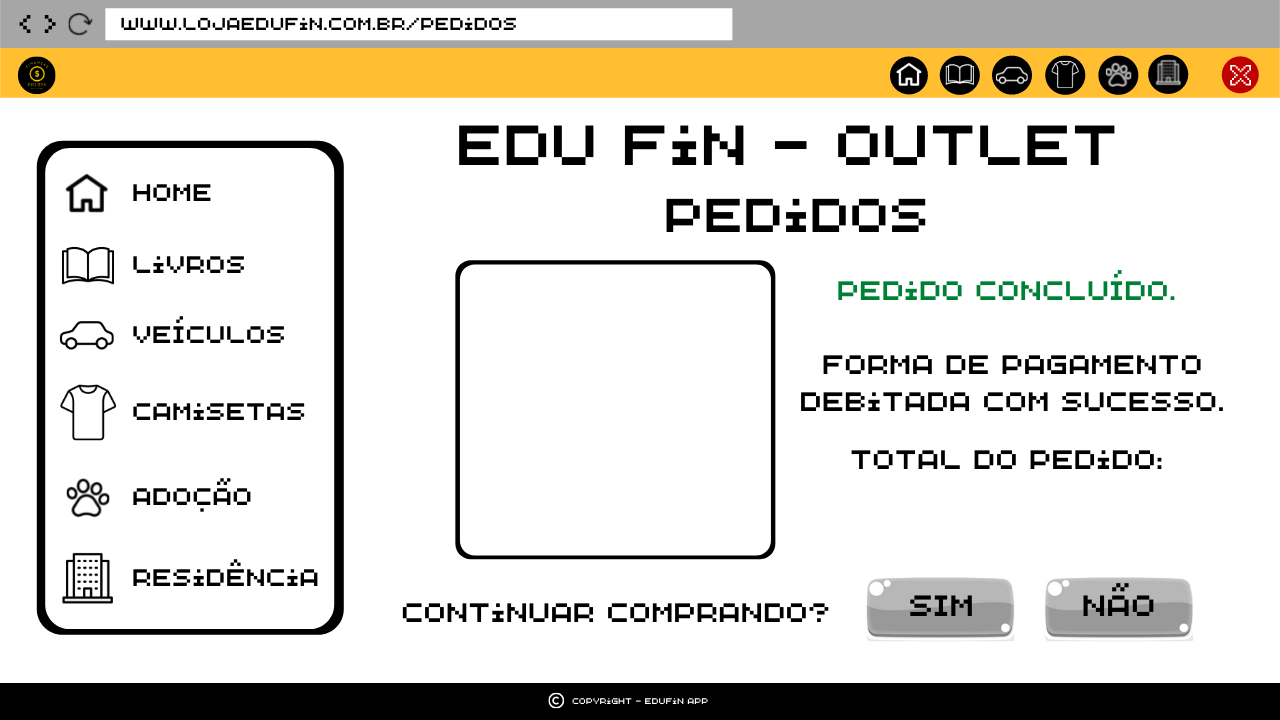 WWW.LOJAEDUFIN.COM.BR/PEDIDOS
EDU FIN - OUTLET
PEDIDOS
HOME
LIVROS
VEÍCULOS
CAMISETAS
ADOÇÃO
RESIDÊNCIA
PEDIDO CONCLUÍDO.
FORMA DE PAGAMENTO
DEBITADA COM SUCESSO.
TOTAL DO PEDIDO:
CONTINUAR COMPRANDO?
SIM
NÃO
© COPYRIGHT - EDUFIN APP